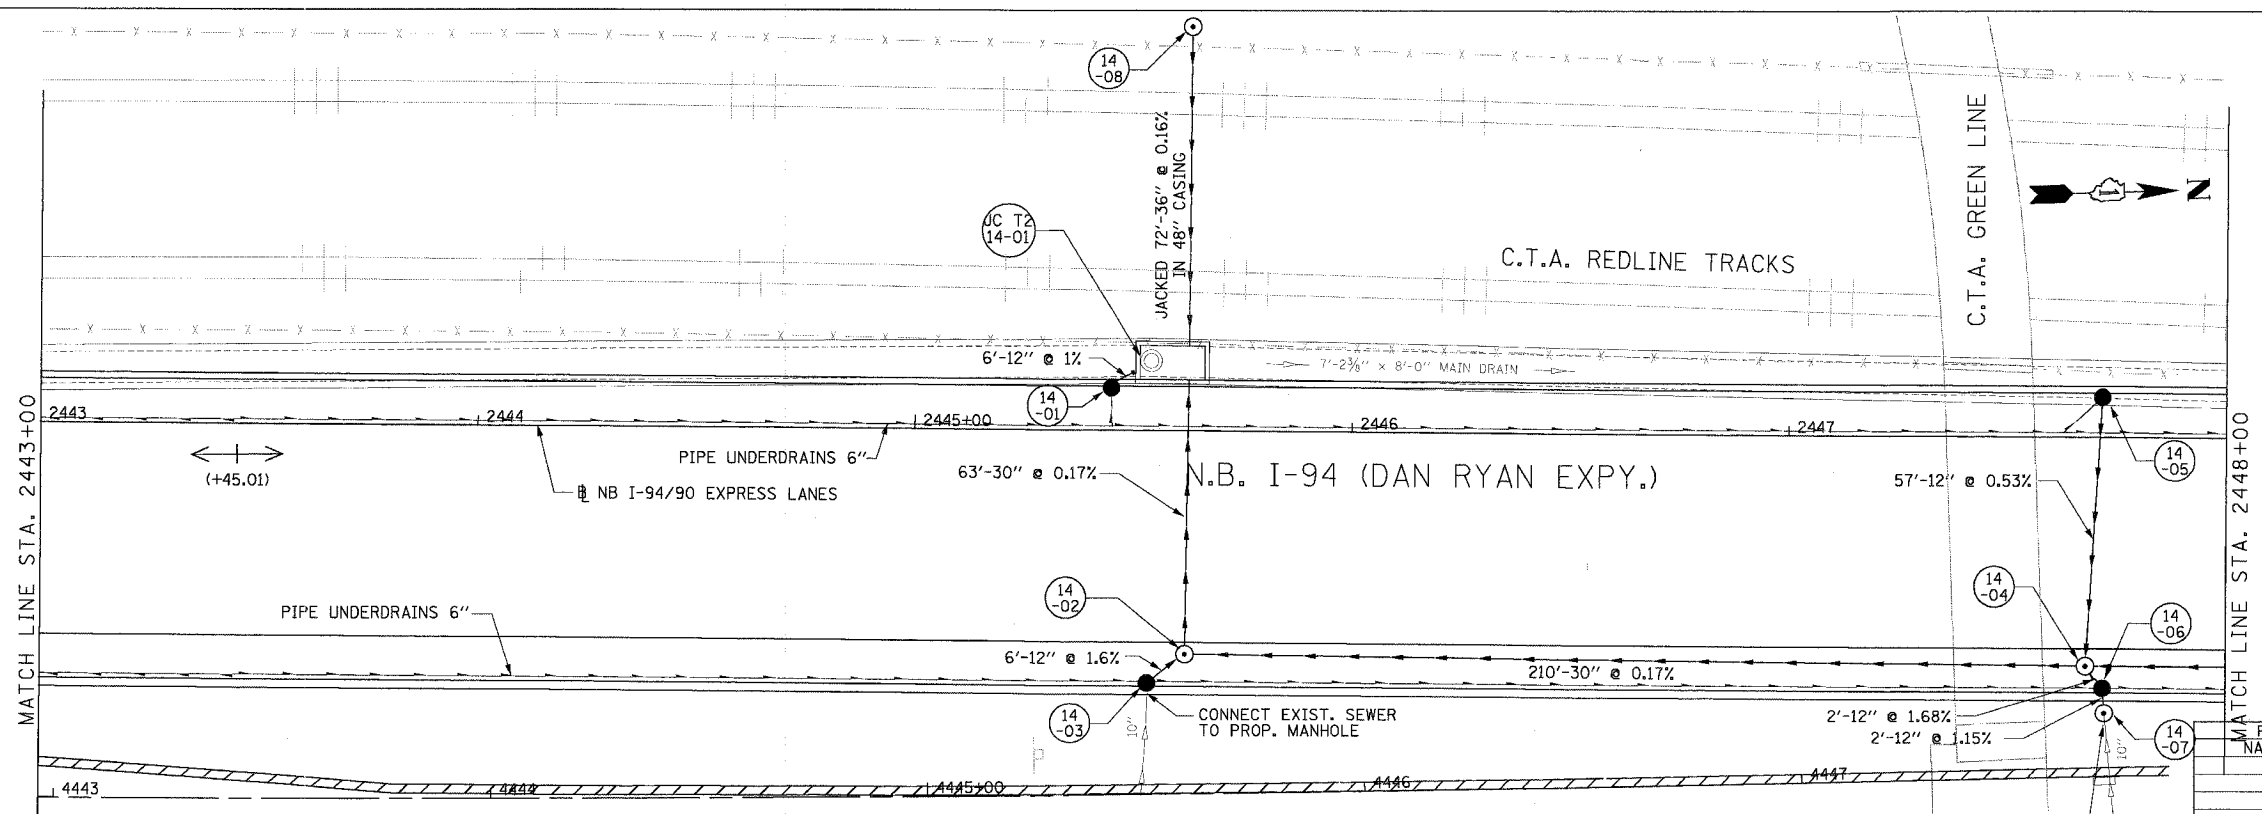 14
-08
JACKED 72'-36" @ 0.16%
IN 48" CASING
JC T2
14-01
C.T.A. REDLINE TRACKS
C.T.A. GREEN LINE
N
6'-12" @ 1%
7'-2⅜" × 8'-0" MAIN DRAIN
14
-01
MATCH LINE STA. 2443+00
2443
2444
2445+00
2446
2447
MATCH LINE STA. 2448+00
(+45.01)
PIPE UNDERDRAINS 6"
℄ NB I-94/90 EXPRESS LANES
63'-30" @ 0.17%
N.B. I-94 (DAN RYAN EXPY.)
57'-12" @ 0.53%
14
-05
14
-02
14
-04
14
-06
PIPE UNDERDRAINS 6"
6'-12" @ 1.6%
210'-30" @ 0.17%
14
-03
CONNECT EXIST. SEWER
TO PROP. MANHOLE
10"
2'-12" @ 1.68%
2'-12" @ 1.15%
14
-07
10"
NA
4443
4444
4445+00
4446
4447